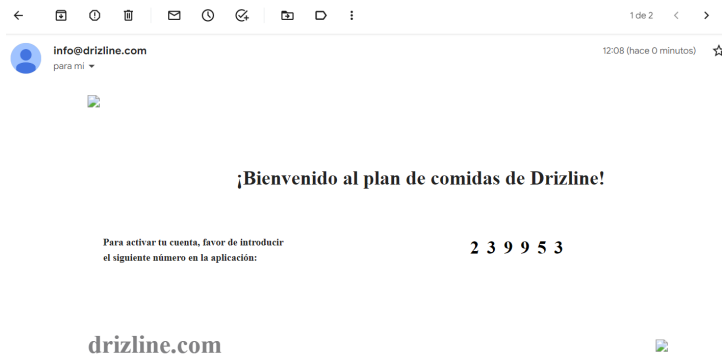 1 de 2
info@drizline.com
12:08 (hace 0 minutos)
para mi
¡Bienvenido al plan de comidas de Drizline!
Para activar tu cuenta, favor de introducir
el siguiente número en la aplicación:
2 3 9 9 5 3
drizline.com